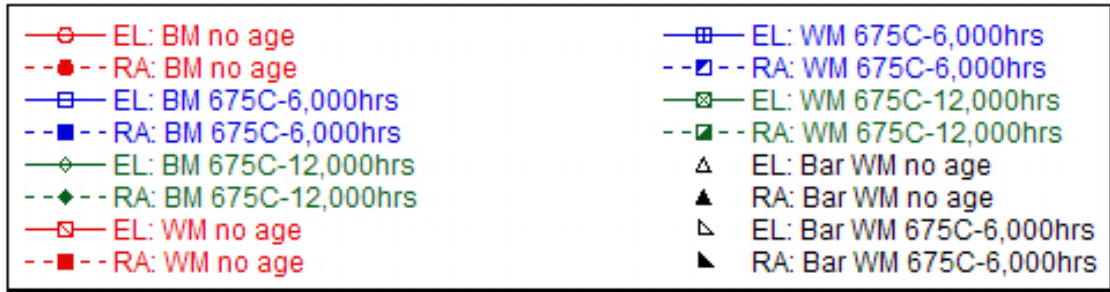 EL: BM no age
RA: BM no age
EL: BM 675C-6,000hrs
RA: BM 675C-6,000hrs
EL: BM 675C-12,000hrs
RA: BM 675C-12,000hrs
EL: WM no age
RA: WM no age
EL: WM 675C-6,000hrs
RA: WM 675C-6,000hrs
EL: WM 675C-12,000hrs
RA: WM 675C-12,000hrs
EL: Bar WM no age
RA: Bar WM no age
EL: Bar WM 675C-6,000hrs
RA: Bar WM 675C-6,000hrs